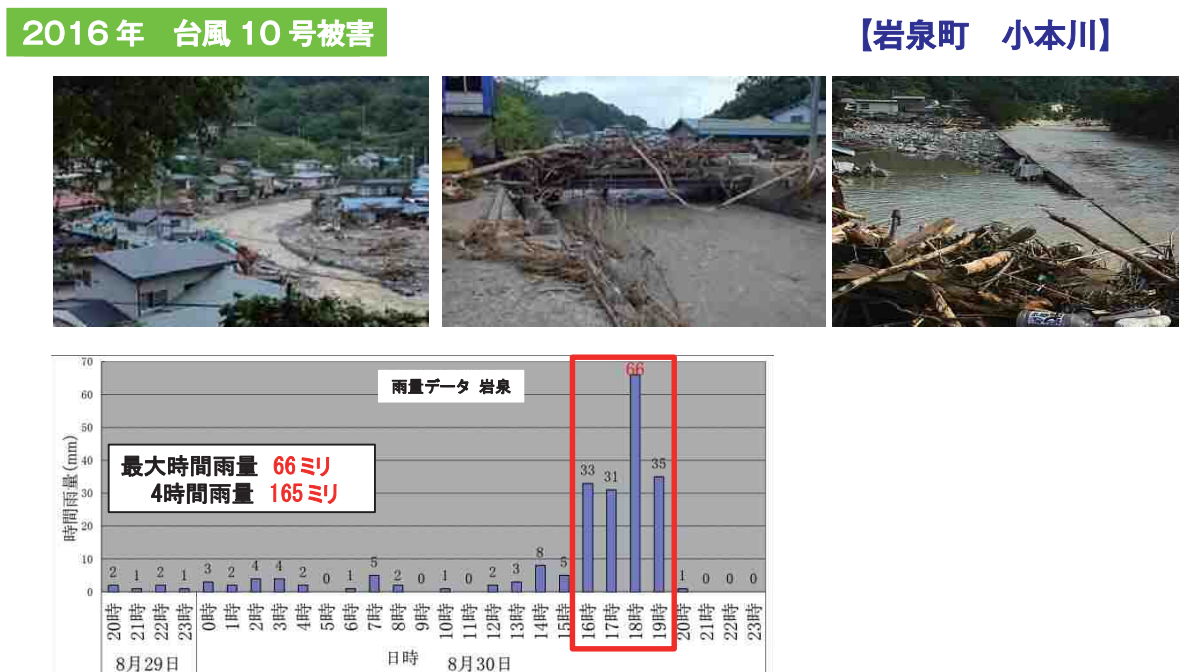 2016年 台風10号被害
【岩泉町 小本川】
雨量データ 岩泉
最大時間雨量 66ミリ
4時間雨量 165ミリ
時間雨量(mm)
70
60
50
40
30
20
10
0
2 1 2 1 3 2 4 4 2 0 1 5 2 0 1 0 2 3 8 5 33 31 66 35 1 0 0 0
20時 21時 22時 23時 0時 1時 2時 3時 4時 5時 6時 7時 8時 9時 10時 11時 12時 13時 14時 15時 16時 17時 18時 19時 20時 21時 22時 23時
8月29日 日時 8月30日